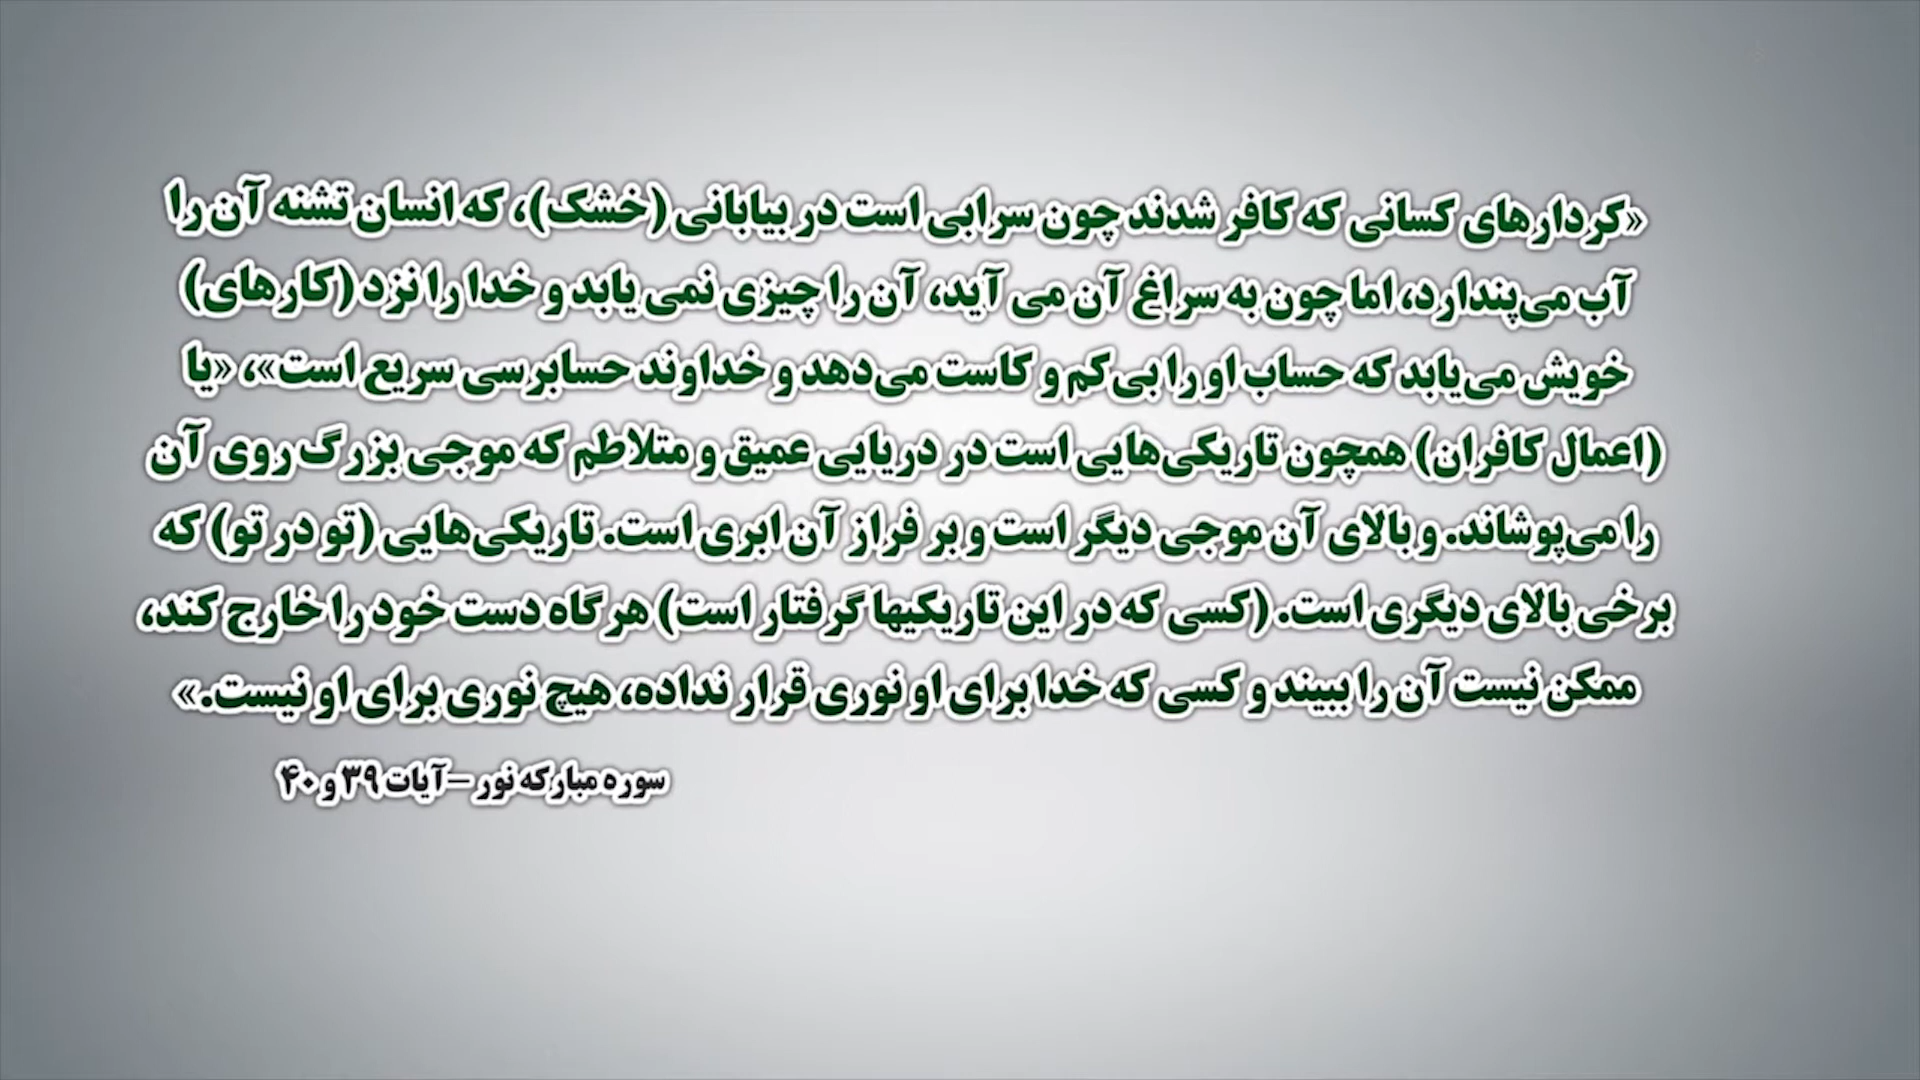 «کردارهای کسانی که کافر شدند چون سرابی است در بیابانی (خشک)، که انسان تشنه آن را
آب می‌پندارد، اما چون به سراغ آن می آید، آن را چیزی نمی یابد و خدا را نزد (کارهای)
خویش می‌یابد که حساب او را بی‌کم و کاست می‌دهد و خداوند حسابرسی سریع است»، «یا
(اعمال کافران) همچون تاریکی‌هایی است در دریایی عمیق و متلاطم که موجی بزرگ روی آن
را می‌پوشاند. و بالای آن موجی دیگر است و بر فراز آن ابری است. تاریکی‌هایی (تو در تو) که
برخی بالای دیگری است. (کسی که در این تاریکیها گرفتار است) هر گاه دست خود را خارج کند،
ممکن نیست آن را ببیند و کسی که خدا برای او نوری قرار نداده، هیچ نوری برای او نیست.»
سوره مبارکه نور – آیات ۳۹ و ۴۰